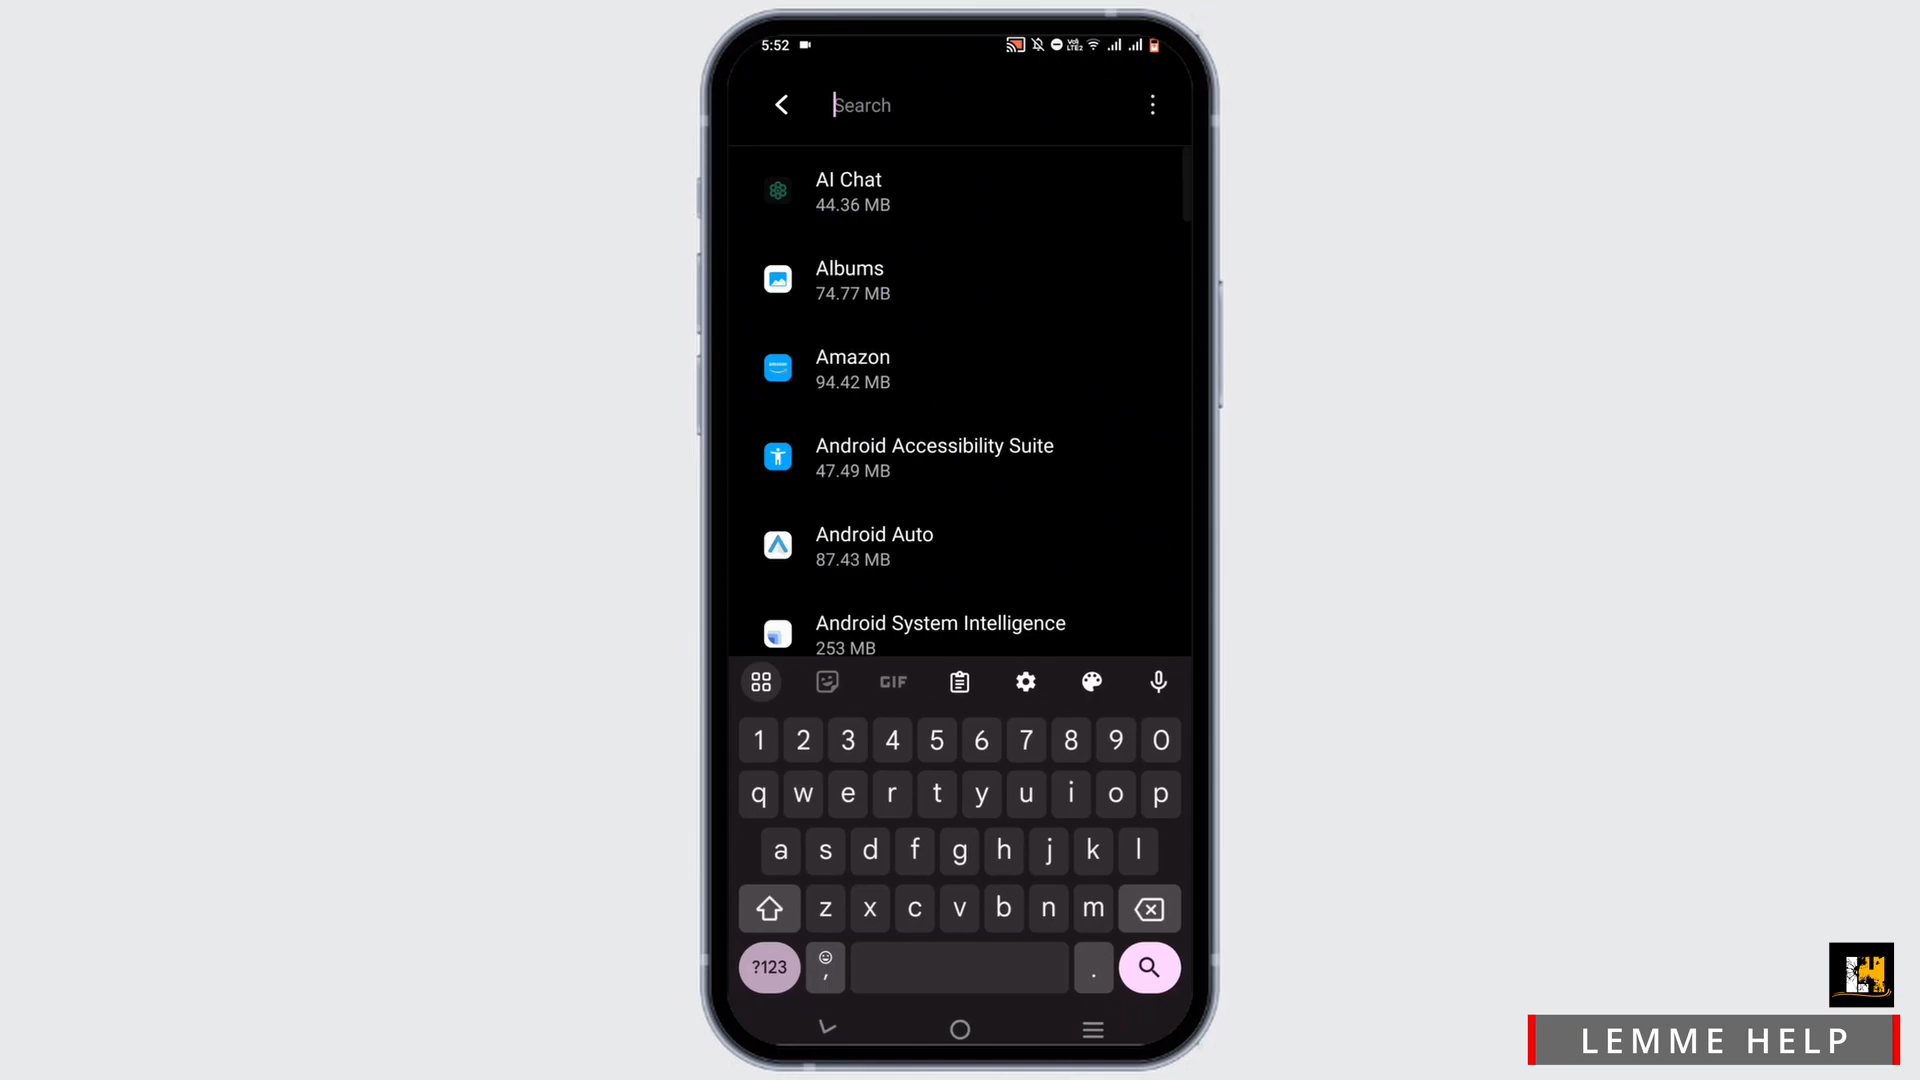 5:52
Vo)
LTE2
Search
AI Chat
44.36 MB
Albums
74.77 MB
Amazon
94.42 MB
Android Accessibility Suite
47.49 MB
Android Auto
87.43 MB
Android System Intelligence
253 MB
GIF
1 2 3 4 5 6 7 8 9 0
q w e r t y u i o p
a s d f g h j k l
z x c v b n m
?123 , .
LEMME HELP